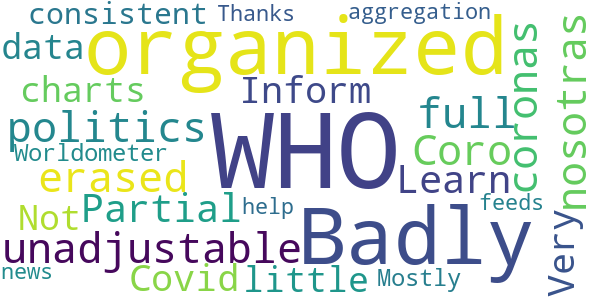 consistent Thanks aggregation
data organized
charts Inform coronas nosotras
politics WHO full
Worldometer Coro
erased Learn
Not Partial help Badly feeds Very
unadjustable
news Covid little Mostly